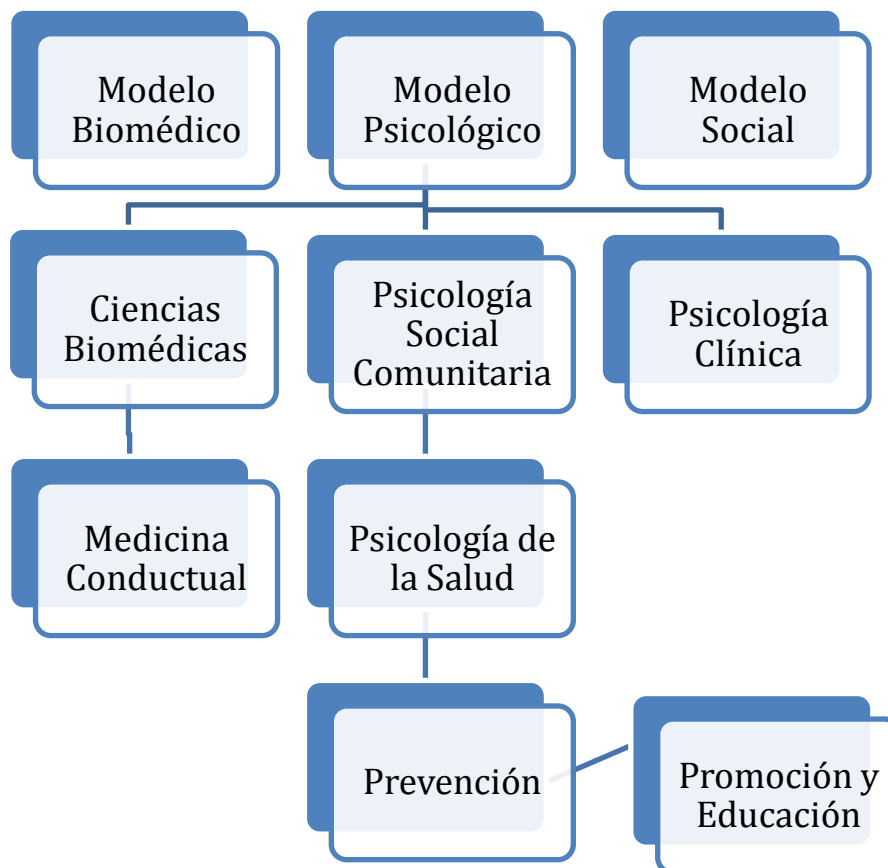 Modelo
Biomédico
Modelo
Psicológico
Modelo
Social
Ciencias
Biomédicas
Psicología
Social
Comunitaria
Psicología
Clínica
Medicina
Conductual
Psicología de
la Salud
Prevención
Promoción y
Educación